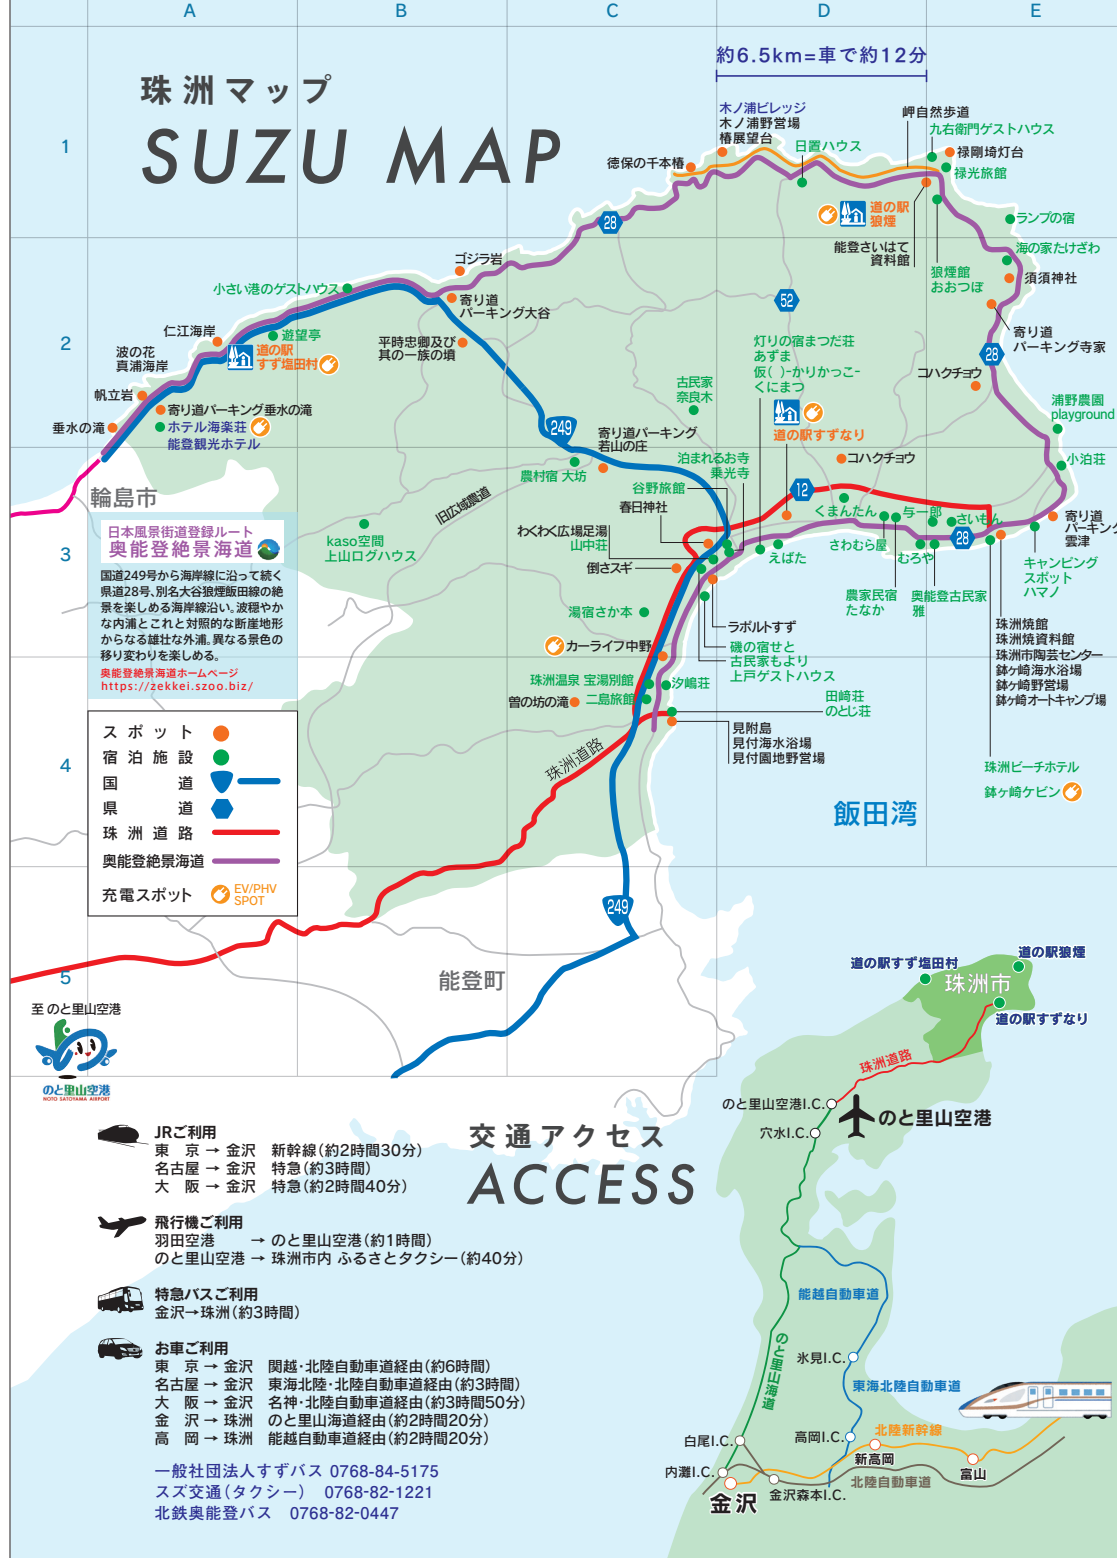 A
B
C
D
E
1
2
3
4
5
約6.5km=車で約12分
珠洲マップ
SUZU MAP
木ノ浦ビレッジ
木ノ浦野営場
椿展望台
岬自然歩道
九右衛門ゲストハウス
日置ハウス
禄剛埼灯台
徳保の千本椿
禄光旅館
道の駅
狼煙
28
ランプの宿
能登さいはて
資料館
海の家たけざわ
ゴジラ岩
狼煙館
おおつぼ
須須神社
小さい港のゲストハウス
52
寄り道
パーキング大谷
寄り道
パーキング寺家
仁江海岸
遊望亭
平時忠卿及び
其の一族の墳
灯りの宿まつだ荘
あずま
仮( )-かりかっこ-
くにまつ
波の花
真浦海岸
道の駅
すず塩田村
28
コハクチョウ
古民家
奈良木
帆立岩
寄り道パーキング垂水の滝
浦野農園
playground
垂水の滝
ホテル海楽荘
能登観光ホテル
249
道の駅すずなり
寄り道パーキング
若山の庄
コハクチョウ
泊まれるお寺
乗光寺
小泊荘
農村宿 大坊
輪島市
旧広域農道
谷野旅館
12
春日神社
くまんたん
与一郎
さいもん
寄り道
パーキング
雲津
日本風景街道登録ルート
奥能登絶景海道
kaso空間
上山ログハウス
わくわく広場足湯
山中荘
28
さわむら屋
むろや
えばた
倒さスギ
キャンピング
スポット
ハマノ
国道249号から海岸線に沿って続く
県道28号、別名大谷狼煙飯田線の絶
景を楽しめる海岸線沿い。波穏やか
な内浦とこれと対照的な断崖地形
からなる雄壮な外浦。異なる景色の
移り変わりを楽しめる。
奥能登絶景海道ホームページ
https://zekkei.szoo.biz/
農家民宿
たなか
奥能登古民家
雅
湯宿さか本
ラポルトすず
珠洲焼館
珠洲焼資料館
珠洲市陶芸センター
鉢ヶ崎海水浴場
鉢ヶ崎野営場
鉢ヶ崎オートキャンプ場
カーライフ中野
磯の宿せと
古民家もより
上戸ゲストハウス
珠洲温泉 宝湯別館
汐嶋荘
曽の坊の滝
二島旅館
田崎荘
のとじ荘
見附島
見付海水浴場
見付園地野営場
珠洲道路
珠洲ビーチホテル
鉢ヶ崎ケビン
飯田湾
スポット
宿泊施設
国道
県道
珠洲道路
奥能登絶景海道
充電スポット
EV/PHV
SPOT
249
能登町
至 のと里山空港
のと里山空港
NOTO SATOYAMA AIRPORT
道の駅狼煙
道の駅すず塩田村
珠洲市
道の駅すずなり
珠洲道路
のと里山空港I.C.
のと里山空港
穴水I.C.
能越自動車道
のと里山海道
氷見I.C.
東海北陸自動車道
白尾I.C.
高岡I.C.
北陸新幹線
新高岡
内灘I.C.
富山
北陸自動車道
金沢
金沢森本I.C.
交通アクセス
ACCESS
JRご利用
東 京 → 金沢 新幹線(約2時間30分)
名古屋 → 金沢 特急(約3時間)
大 阪 → 金沢 特急(約2時間40分)
飛行機ご利用
羽田空港 → のと里山空港(約1時間)
のと里山空港 → 珠洲市内 ふるさとタクシー(約40分)
特急バスご利用
金沢→珠洲(約3時間)
お車ご利用
東 京 → 金沢 関越・北陸自動車道経由(約6時間)
名古屋 → 金沢 東海北陸・北陸自動車道経由(約3時間)
大 阪 → 金沢 名神・北陸自動車道経由(約3時間50分)
金 沢 → 珠洲 のと里山海道経由(約2時間20分)
高 岡 → 珠洲 能越自動車道経由(約2時間20分)
一般社団法人すずバス 0768-84-5175
スズ交通(タクシー) 0768-82-1221
北鉄奥能登バス 0768-82-0447